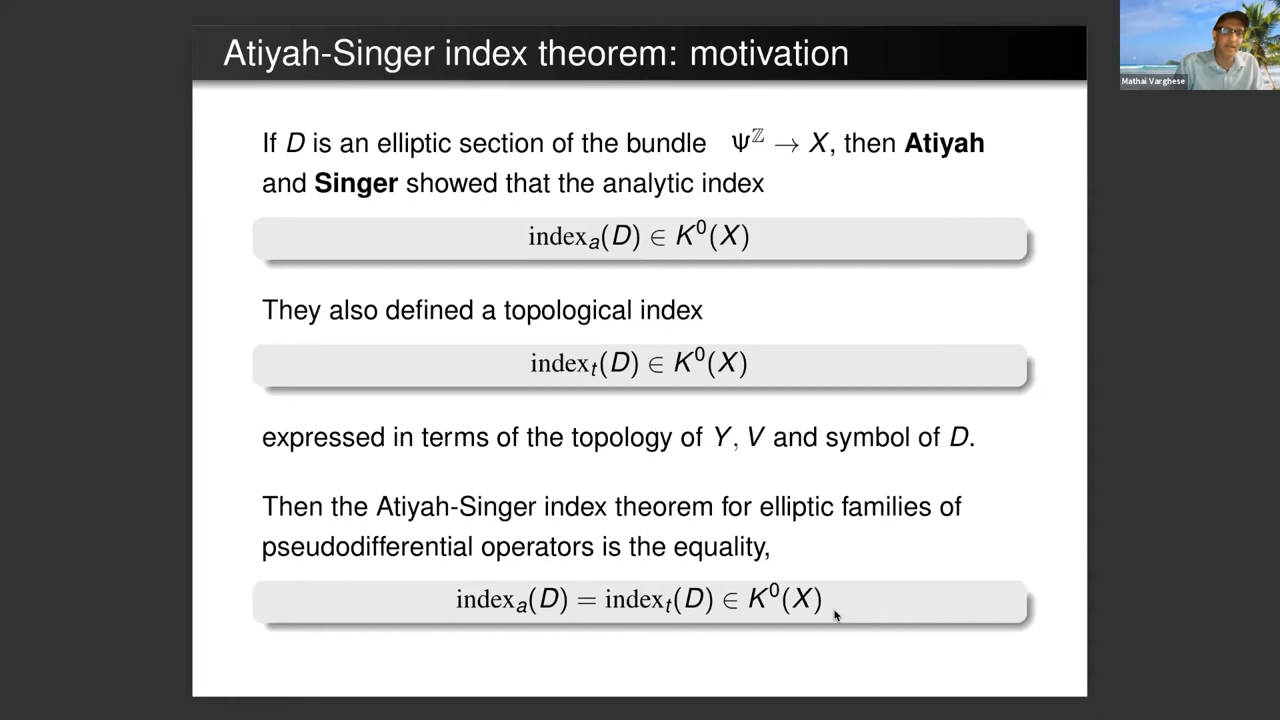 Atiyah-Singer index theorem: motivation
Mathai Varghese
If D is an elliptic section of the bundle Ψ^ℤ → X, then Atiyah
and Singer showed that the analytic index
index_a(D) ∈ K^0(X)
They also defined a topological index
index_t(D) ∈ K^0(X)
expressed in terms of the topology of Y, V and symbol of D.
Then the Atiyah-Singer index theorem for elliptic families of
pseudodifferential operators is the equality,
index_a(D) = index_t(D) ∈ K^0(X)